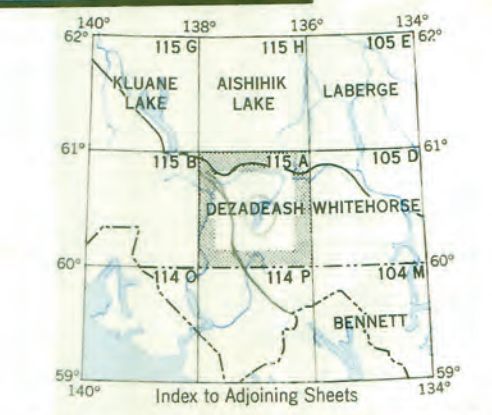 140° 138° 136° 134°
62° 115 G 115 H 105 E 62°
KLUANE AISHIHIK LABERGE
LAKE LAKE
61° 115 B 115 A 105 D 61°
DEZADEASH WHITEHORSE
60° 114 O 114 P 104 M 60°
BENNETT
59° 59°
140° 134°
Index to Adjoining Sheets